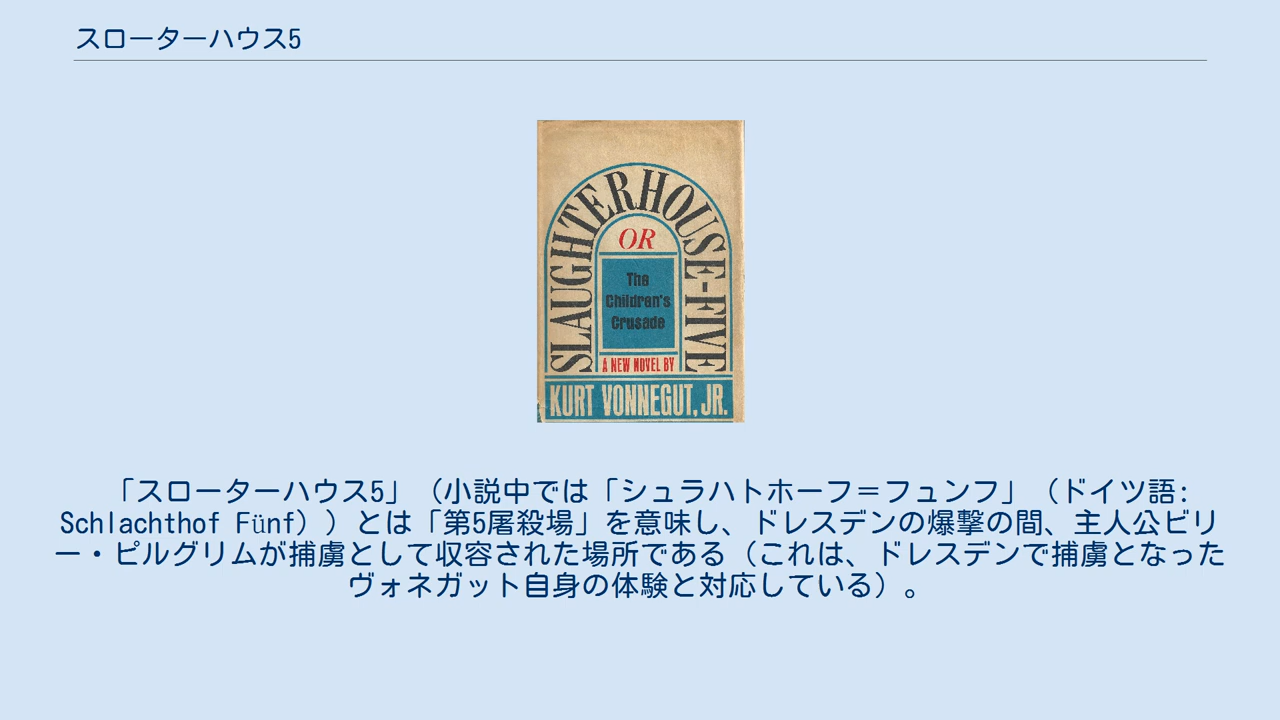 スローターハウス5
SLAUGHTERHOUSE-FIVE
OR
The
Children's
Crusade
A NEW NOVEL BY
KURT VONNEGUT, JR.
「スローターハウス5」（小説中では「シュラハトホーフ＝フュンフ」（ドイツ語:
Schlachthof Fünf））とは「第5屠殺場」を意味し、ドレスデンの爆撃の間、主人公ビリ
ー・ピルグリムが捕虜として収容された場所である（これは、ドレスデンで捕虜となった
ヴォネガット自身の体験と対応している）。